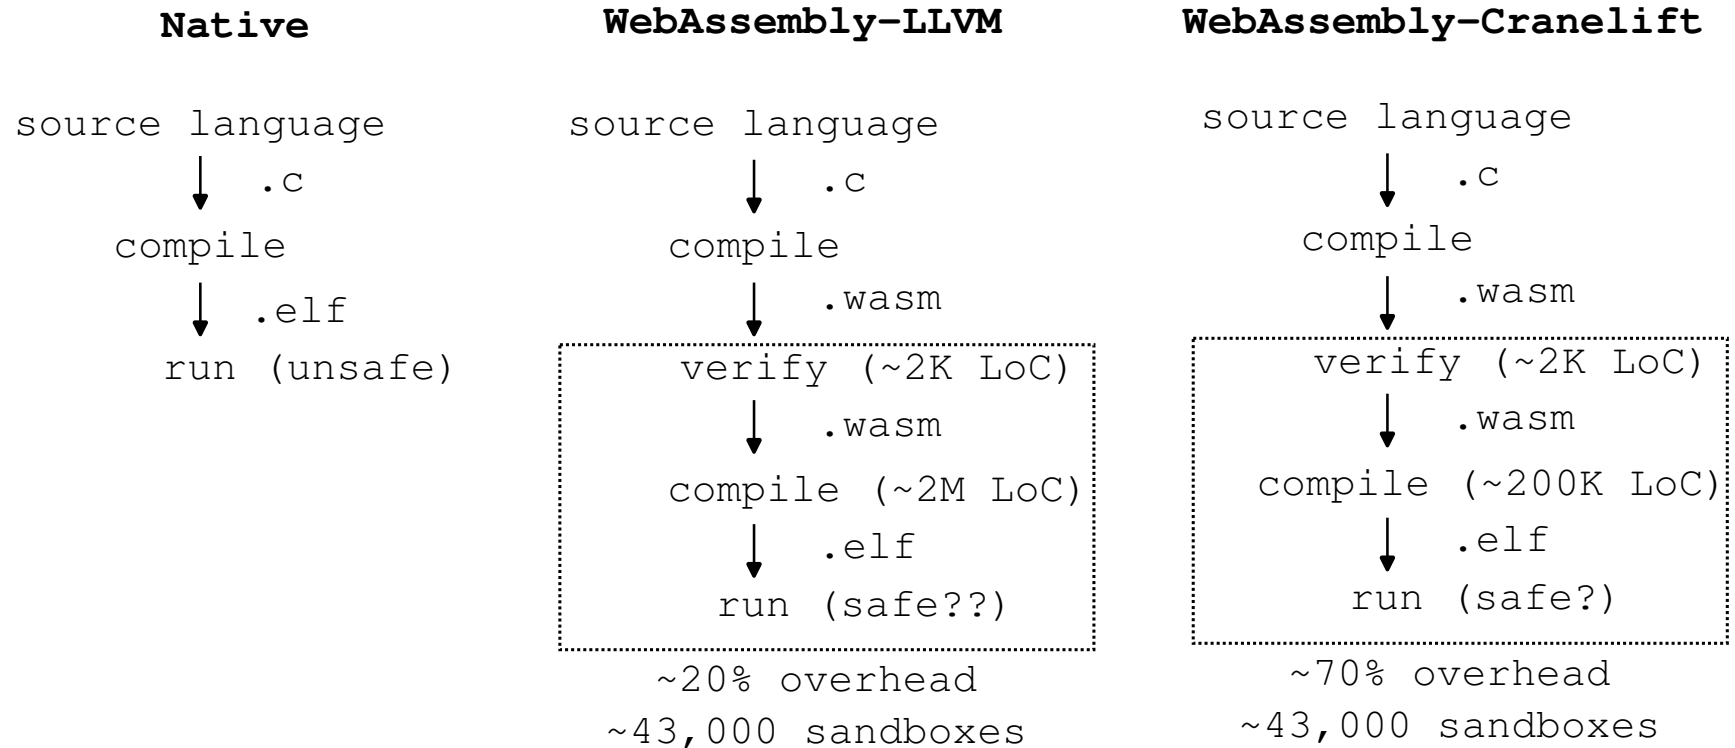 Native
source language
.c
compile
.elf
run (unsafe)
WebAssembly-LLVM
source language
.c
compile
.wasm
verify (~2K LoC)
.wasm
compile (~2M LoC)
.elf
run (safe??)
~20% overhead
~43,000 sandboxes
WebAssembly-Cranelift
source language
.c
compile
.wasm
verify (~2K LoC)
.wasm
compile (~200K LoC)
.elf
run (safe?)
~70% overhead
~43,000 sandboxes